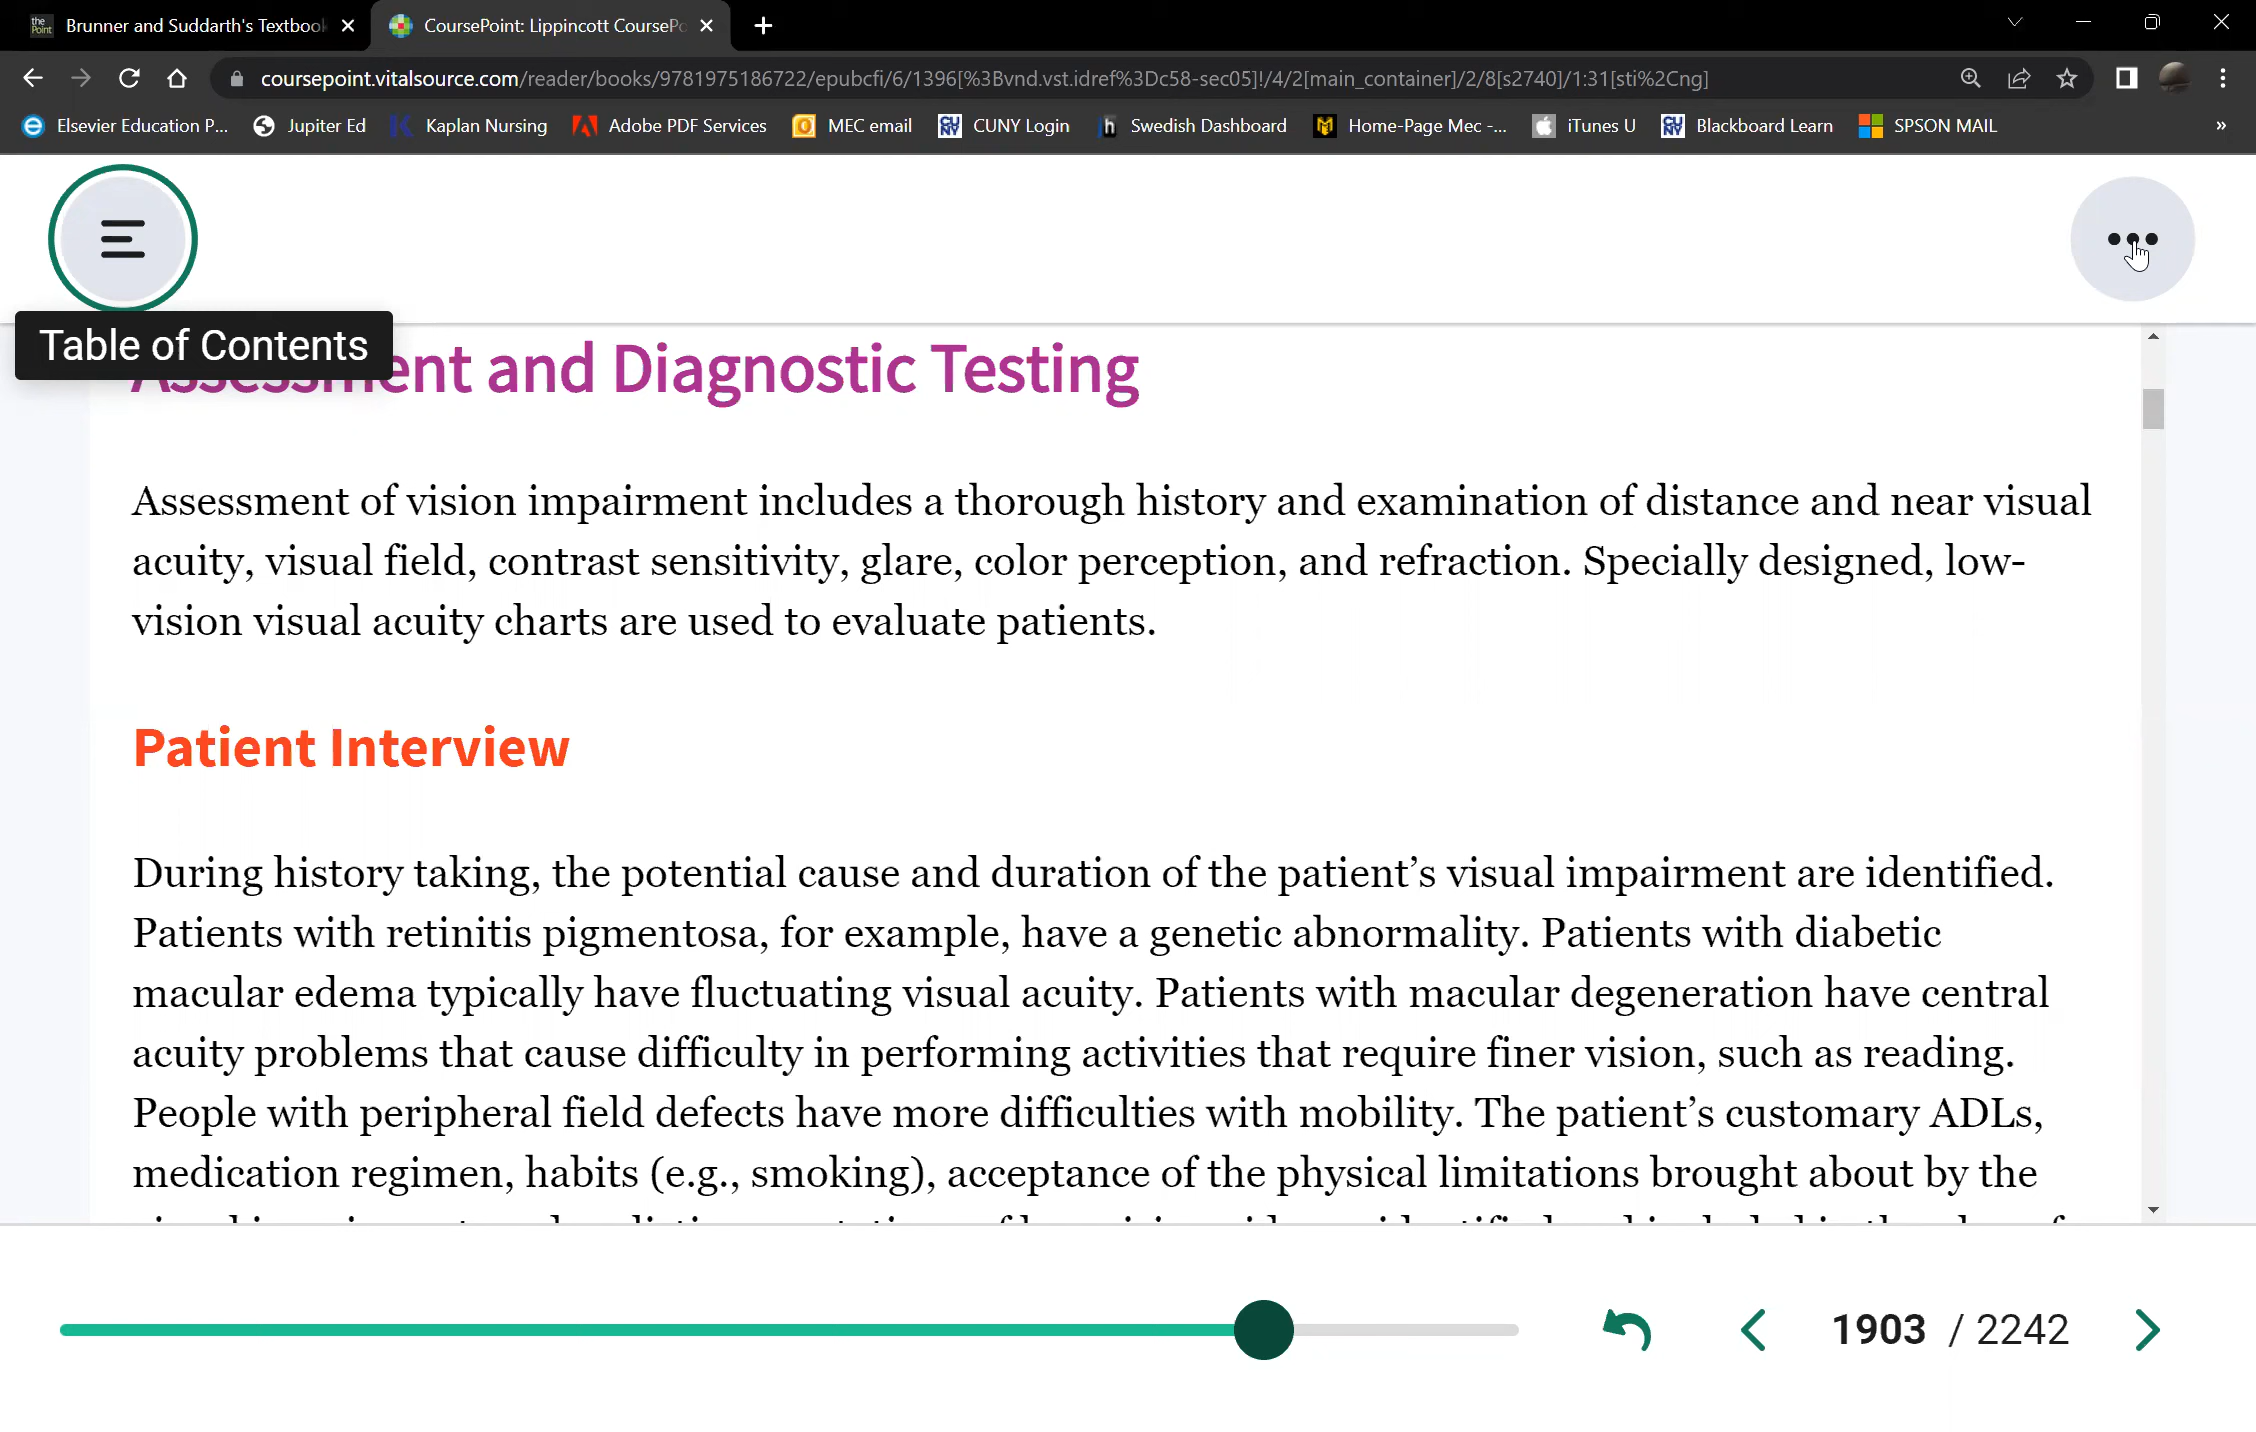 the Point
Brunner and Suddarth's Textbook
CoursePoint: Lippincott CoursePo
coursepoint.vitalsource.com/reader/books/9781975186722/epubcfi/6/1396[%3Bvnd.vst.idref%3Dc58-sec05]!/4/2[main_container]/2/8[s2740]/1:31[sti%2Cng]
Elsevier Education P... Jupiter Ed Kaplan Nursing Adobe PDF Services MEC email CUNY Login Swedish Dashboard Home-Page Mec -... iTunes U Blackboard Learn SPSON MAIL »
Table of Contents
Assessment and Diagnostic Testing
Assessment of vision impairment includes a thorough history and examination of distance and near visual
acuity, visual field, contrast sensitivity, glare, color perception, and refraction. Specially designed, low-
vision visual acuity charts are used to evaluate patients.
Patient Interview
During history taking, the potential cause and duration of the patient’s visual impairment are identified.
Patients with retinitis pigmentosa, for example, have a genetic abnormality. Patients with diabetic
macular edema typically have fluctuating visual acuity. Patients with macular degeneration have central
acuity problems that cause difficulty in performing activities that require finer vision, such as reading.
People with peripheral field defects have more difficulties with mobility. The patient’s customary ADLs,
medication regimen, habits (e.g., smoking), acceptance of the physical limitations brought about by the
1903 / 2242